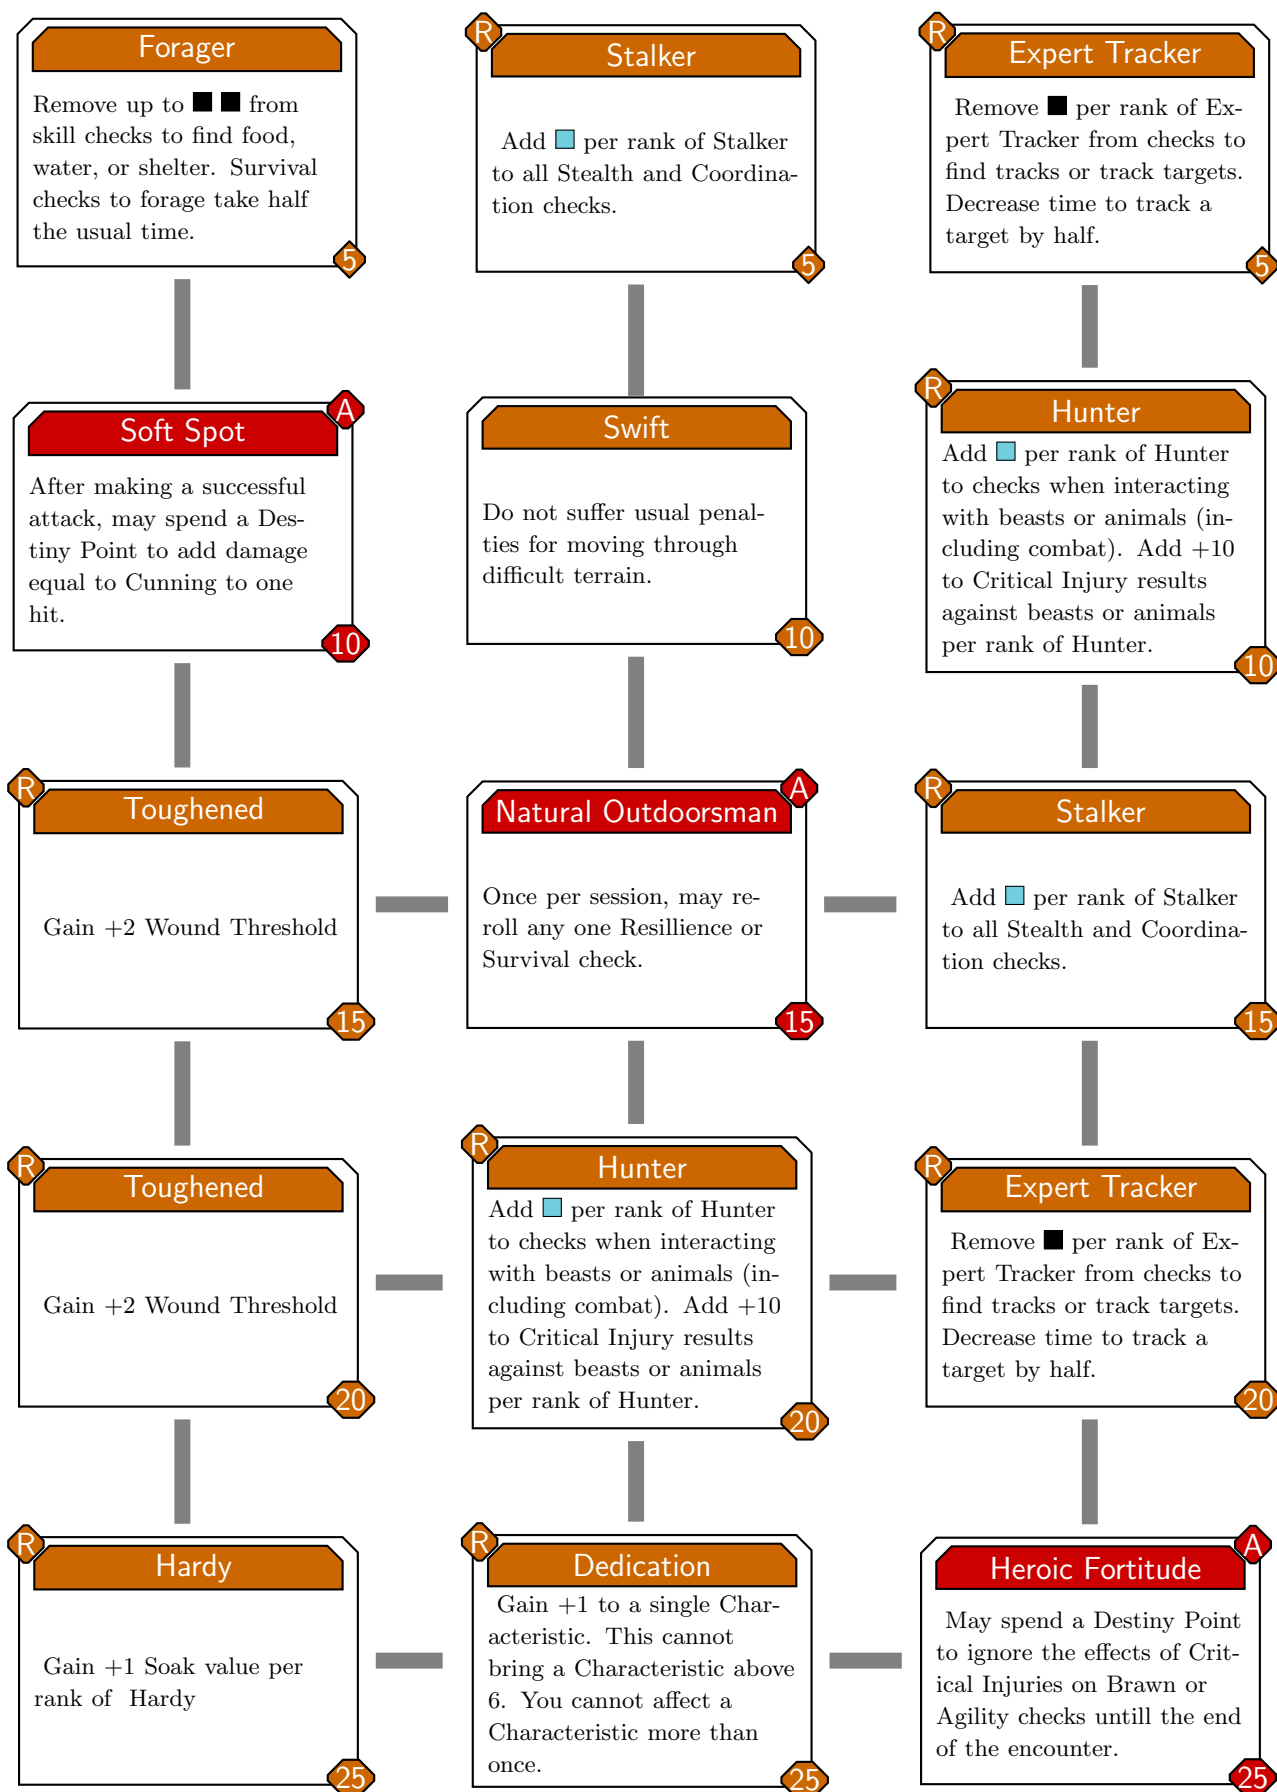 Forager
Remove up to ■ ■ from
skill checks to find food,
water, or shelter. Survival
checks to forage take half
the usual time.
5
R
Stalker
Add ■ per rank of Stalker
to all Stealth and Coordina-
tion checks.
5
R
Expert Tracker
Remove ■ per rank of Ex-
pert Tracker from checks to
find tracks or track targets.
Decrease time to track a
target by half.
5
A
Soft Spot
After making a successful
attack, may spend a Des-
tiny Point to add damage
equal to Cunning to one
hit.
10
Swift
Do not suffer usual penal-
ties for moving through
difficult terrain.
10
R
Hunter
Add ■ per rank of Hunter
to checks when interacting
with beasts or animals (in-
cluding combat). Add +10
to Critical Injury results
against beasts or animals
per rank of Hunter.
10
R
Toughened
Gain +2 Wound Threshold
15
A
Natural Outdoorsman
Once per session, may re-
roll any one Resillience or
Survival check.
15
R
Stalker
Add ■ per rank of Stalker
to all Stealth and Coordina-
tion checks.
15
R
Toughened
Gain +2 Wound Threshold
20
R
Hunter
Add ■ per rank of Hunter
to checks when interacting
with beasts or animals (in-
cluding combat). Add +10
to Critical Injury results
against beasts or animals
per rank of Hunter.
20
R
Expert Tracker
Remove ■ per rank of Ex-
pert Tracker from checks to
find tracks or track targets.
Decrease time to track a
target by half.
20
R
Hardy
Gain +1 Soak value per
rank of Hardy
25
R
Dedication
Gain +1 to a single Char-
acteristic. This cannot
bring a Characteristic above
6. You cannot affect a
Characteristic more than
once.
25
A
Heroic Fortitude
May spend a Destiny Point
to ignore the effects of Crit-
ical Injuries on Brawn or
Agility checks untill the end
of the encounter.
25